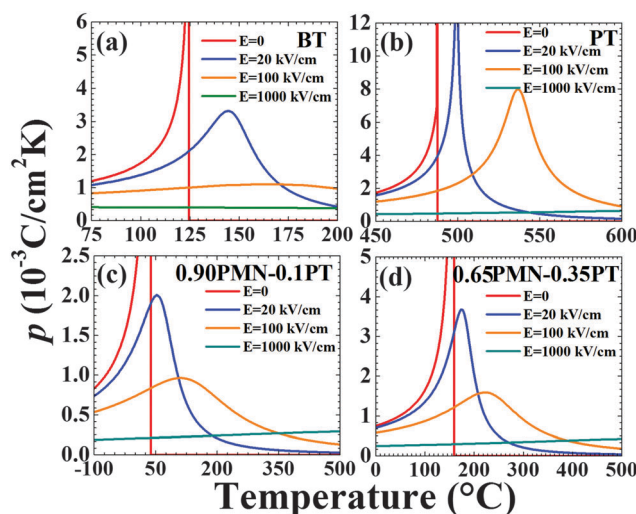 (a) BT
E=0
E=20 kV/cm
E=100 kV/cm
E=1000 kV/cm
6
5
4
3
2
1
0
75 100 125 150 175 200
(b) PT
E=0
E=20 kV/cm
E=100 kV/cm
E=1000 kV/cm
12
10
8
6
4
2
0
450 500 550 600
(c) 0.90PMN-0.1PT
E=0
E=20 kV/cm
E=100 kV/cm
E=1000 kV/cm
2.5
2.0
1.5
1.0
0.5
0.0
-100 50 200 350 500
(d) 0.65PMN-0.35PT
E=0
E=20 kV/cm
E=100 kV/cm
E=1000 kV/cm
6
5
4
3
2
1
0
0 100 200 300 400 500
p (10⁻³C/cm²K)
Temperature (°C)